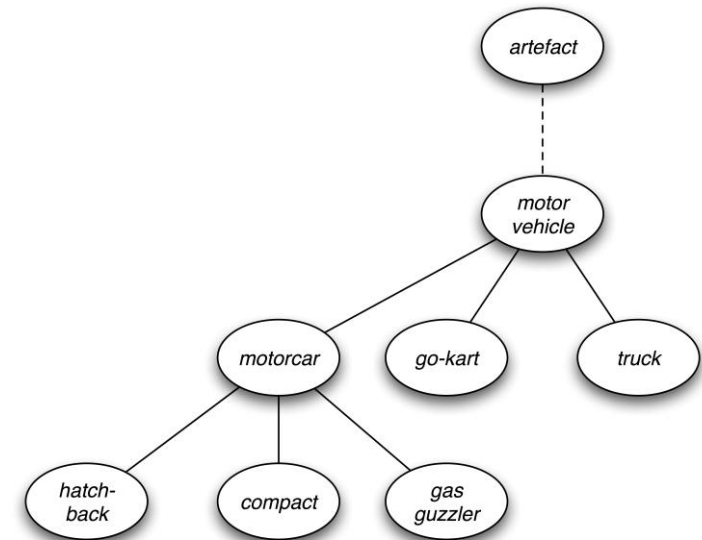 artefact
motor
vehicle
motorcar
go-kart
truck
hatch-
back
compact
gas
guzzler